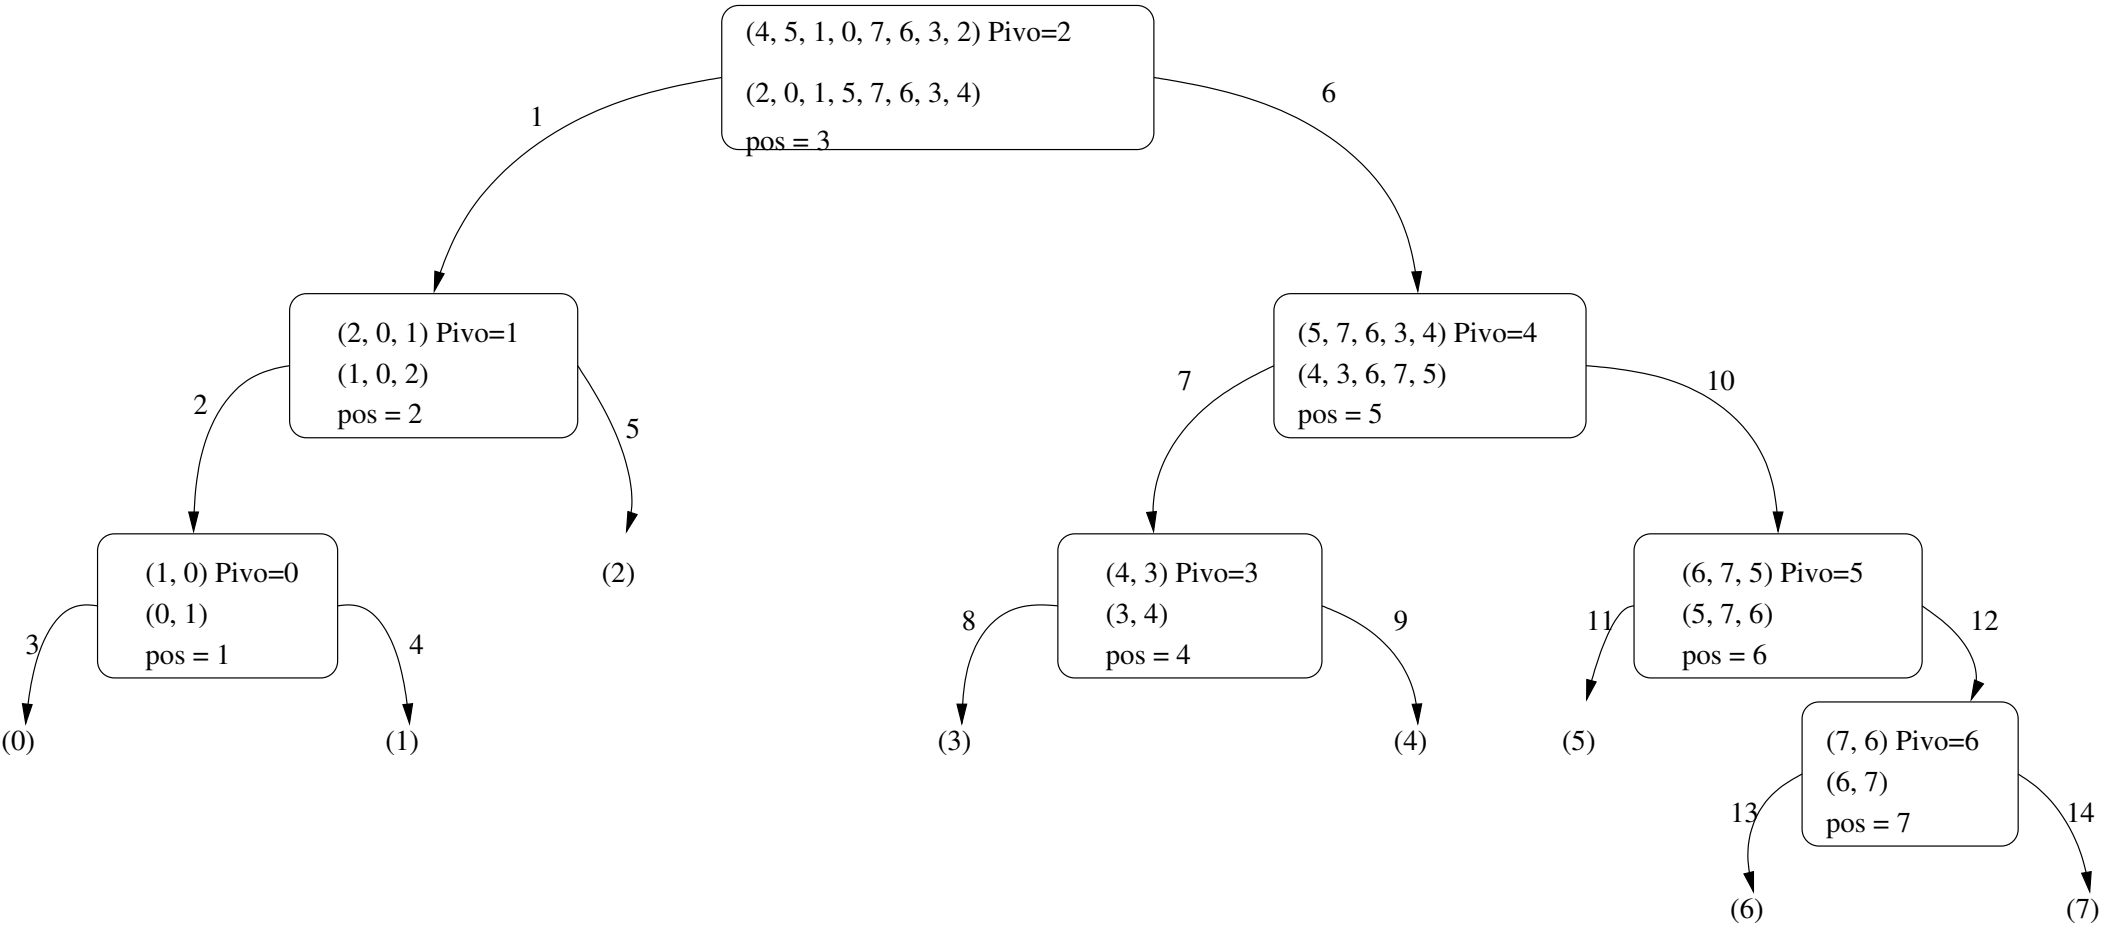 (4, 5, 1, 0, 7, 6, 3, 2) Pivo=2
(2, 0, 1, 5, 7, 6, 3, 4)
pos = 3
1
6
(2, 0, 1) Pivo=1
(1, 0, 2)
pos = 2
(5, 7, 6, 3, 4) Pivo=4
(4, 3, 6, 7, 5)
pos = 5
2
5
7
10
(1, 0) Pivo=0
(0, 1)
pos = 1
(2)
(4, 3) Pivo=3
(3, 4)
pos = 4
(6, 7, 5) Pivo=5
(5, 7, 6)
pos = 6
3
4
8
9
11
12
(0)
(1)
(3)
(4)
(5)
(7, 6) Pivo=6
(6, 7)
pos = 7
13
14
(6)
(7)